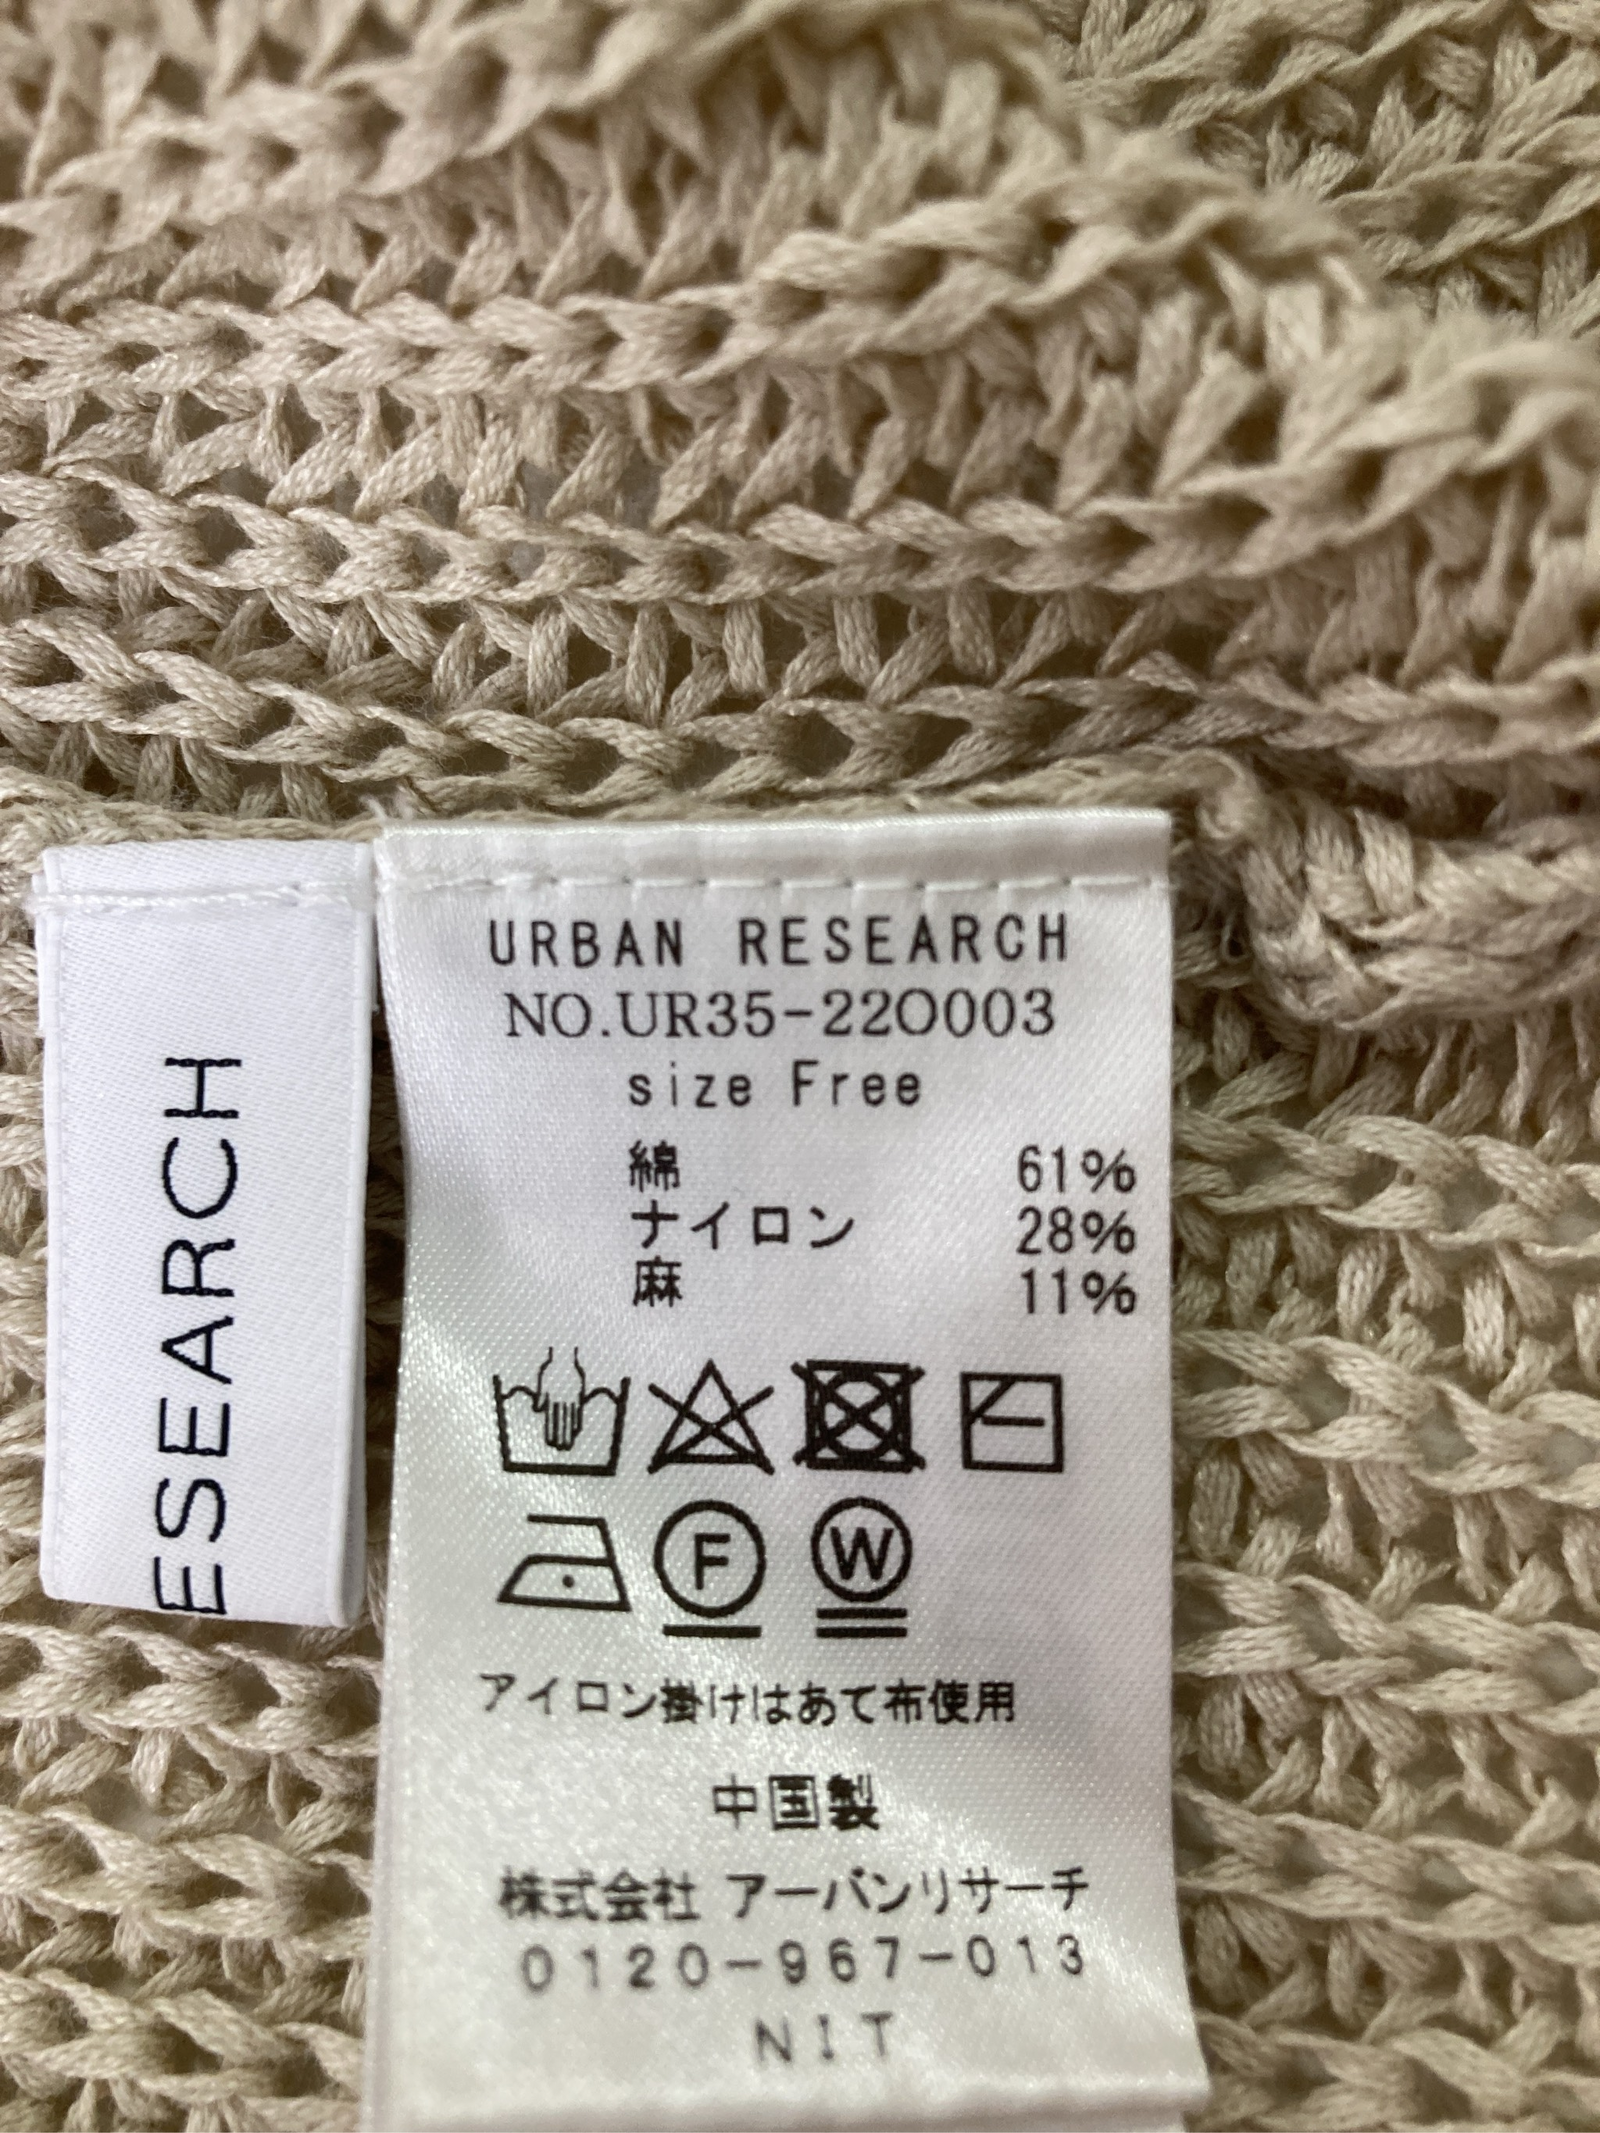 ESEARCH
URBAN RESEARCH
NO.UR35-22O003
size Free
綿 61%
ナイロン 28%
麻 11%
F W
アイロン掛けはあて布使用
中国製
株式会社 アーバンリサーチ
0120-967-013
NIT